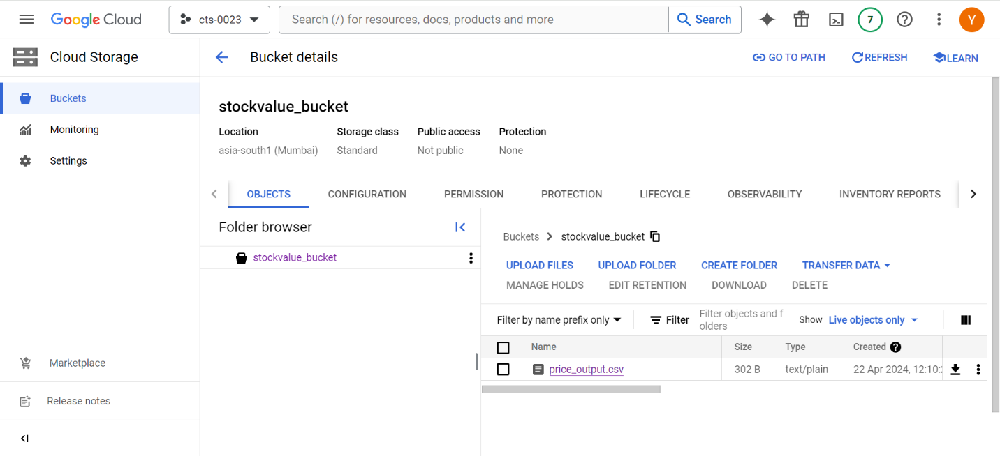 Google Cloud
cts-0023
Search (/) for resources, docs, products and more
Search
7
Y
Cloud Storage
Bucket details
GO TO PATH
REFRESH
LEARN
Buckets
Monitoring
Settings
Marketplace
Release notes
stockvalue_bucket
Location
Storage class
Public access
Protection
asia-south1 (Mumbai)
Standard
Not public
None
OBJECTS
CONFIGURATION
PERMISSION
PROTECTION
LIFECYCLE
OBSERVABILITY
INVENTORY REPORTS
Folder browser
stockvalue_bucket
Buckets
stockvalue_bucket
UPLOAD FILES
UPLOAD FOLDER
CREATE FOLDER
TRANSFER DATA
MANAGE HOLDS
EDIT RETENTION
DOWNLOAD
DELETE
Filter by name prefix only
Filter
Filter objects and f
olders
Show
Live objects only
Name
Size
Type
Created
price_output.csv
302 B
text/plain
22 Apr 2024, 12:10: